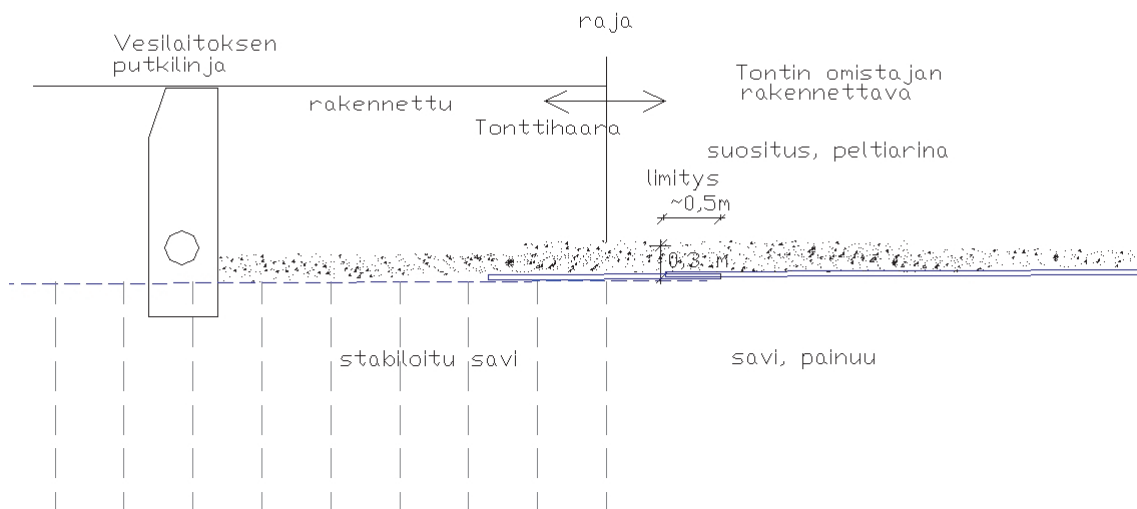 raja
Vesilaitoksen
putkilinja
Tontin omistajan
rakennettava
rakennettu
Tonttihaara
suositus, peltiarina
limitys
~0,5m
0.3 m
stabiloitu savi
savi, painuu